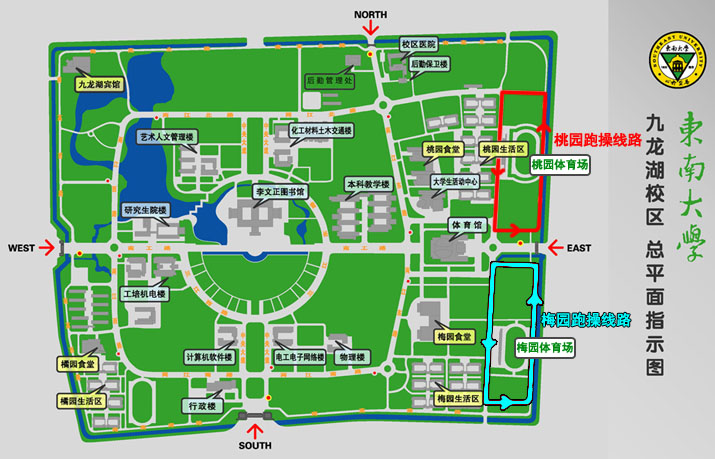 NORTH
校区医院
后勤保卫楼
后勤管理处
九龙湖宾馆
化工材料土木交通楼
艺术人文管理楼
桃园食堂
桃园生活区
桃园跑操线路
桃园体育场
大学生活动中心
本科教学楼
李文正图书馆
研究生院楼
体育馆
WEST
EAST
工培机电楼
梅园跑操线路
梅园食堂
梅园体育场
计算机软件楼
电工电子网络楼
物理楼
橘园食堂
橘园生活区
行政楼
梅园生活区
SOUTH
SOUTHEAST UNIVERSITY
东南大學
九龙湖校区 总平面指示图